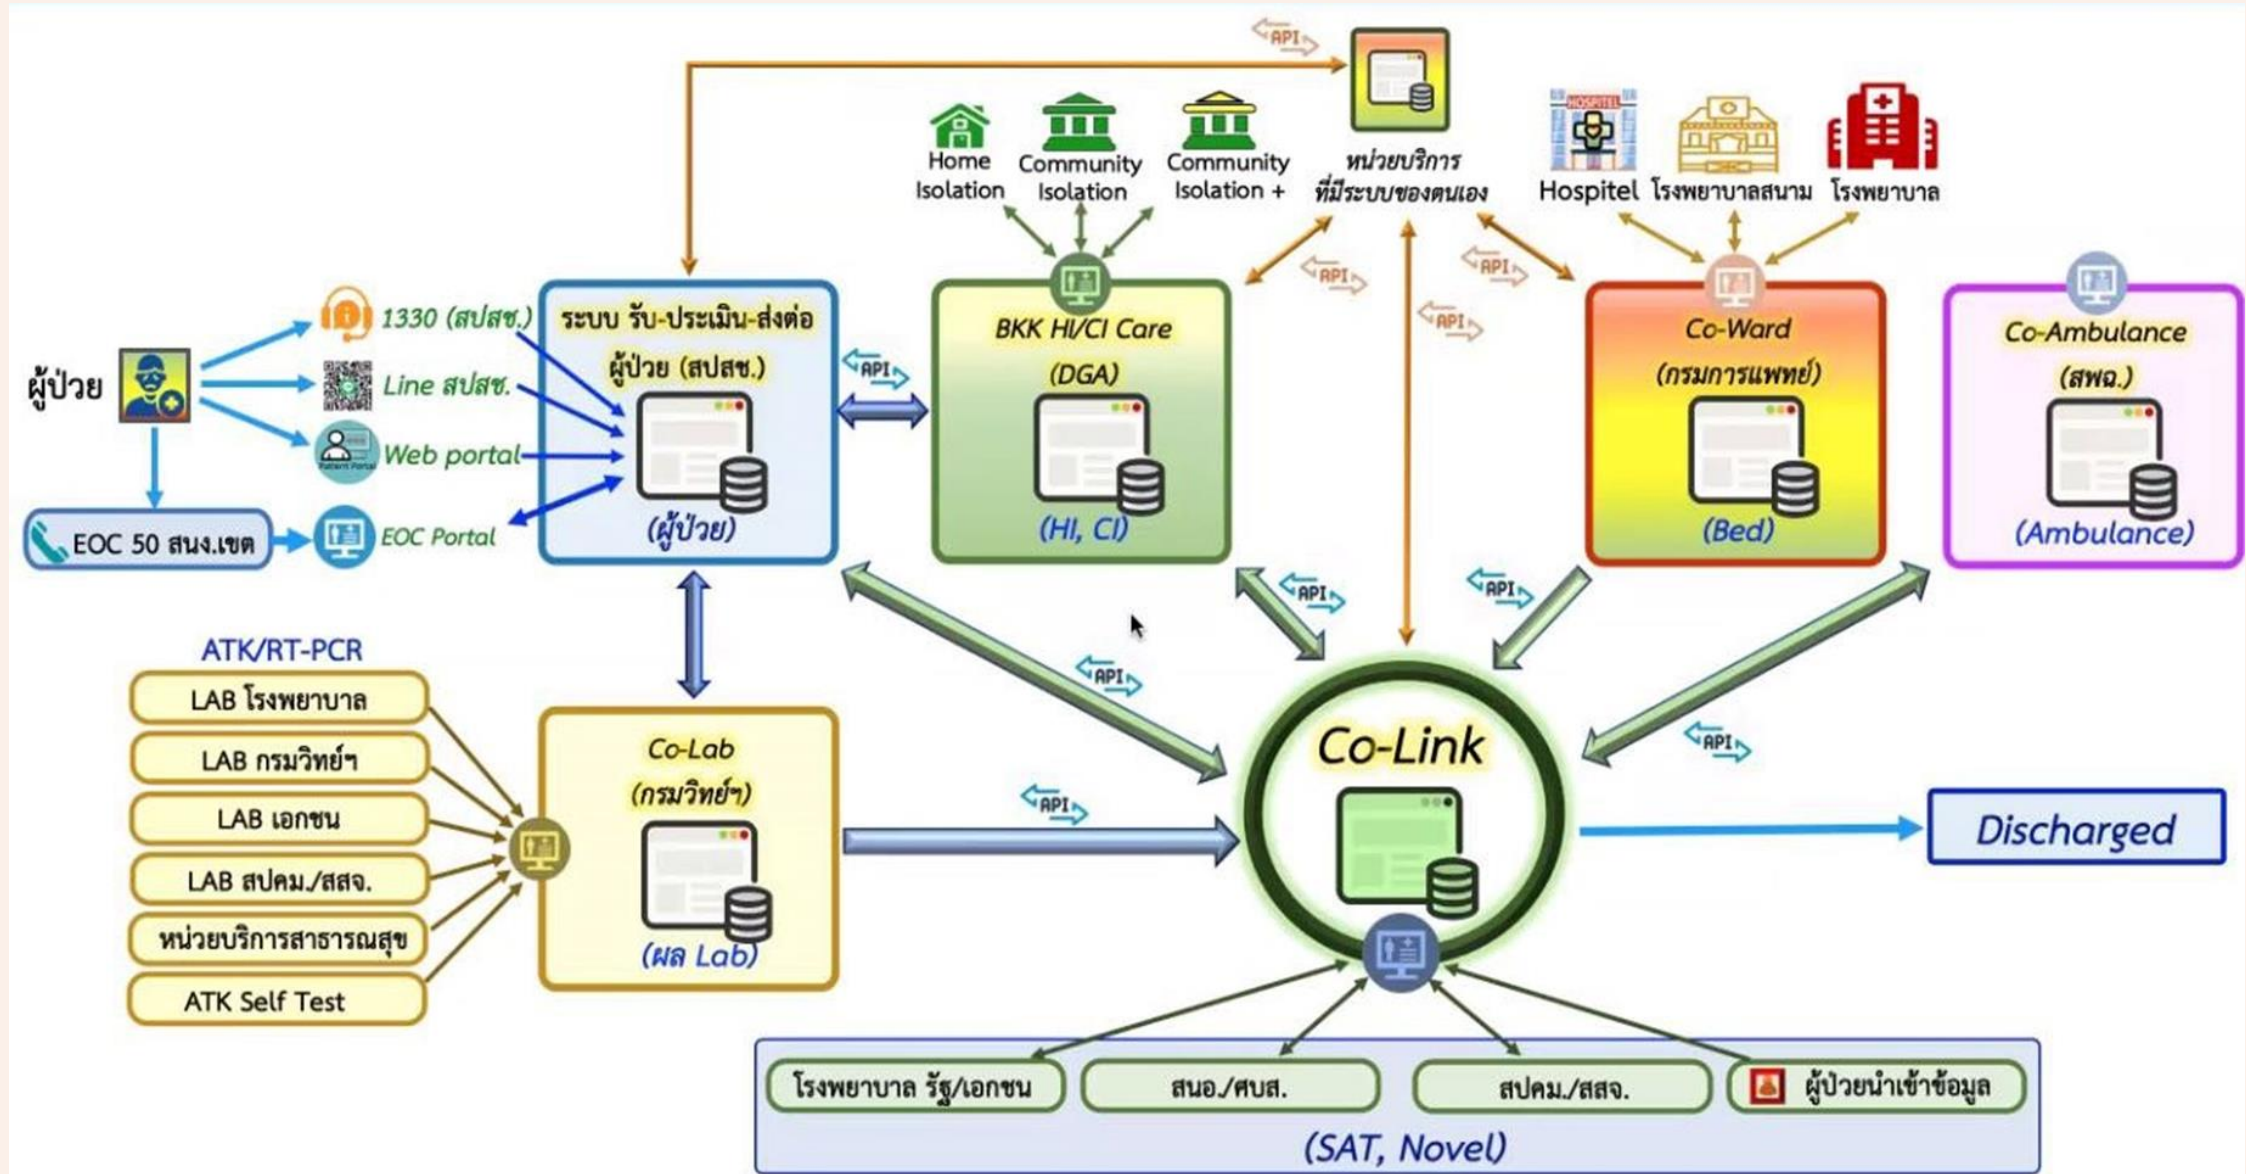 API
Home
Isolation
Community
Isolation
Community
Isolation +
หน่วยบริการ
ที่มีระบบของตนเอง
HOSPITEL
Hospitel
โรงพยาบาลสนาม
โรงพยาบาล
API
API
API
ผู้ป่วย
1330 (สปสช.)
Line สปสช.
Patient Portal
Web portal
EOC 50 สนง.เขต
EOC Portal
ระบบ รับ-ประเมิน-ส่งต่อ
ผู้ป่วย (สปสช.)
(ผู้ป่วย)
API
BKK HI/CI Care
(DGA)
(HI, CI)
Co-Ward
(กรมการแพทย์)
(Bed)
Co-Ambulance
(สพฉ.)
(Ambulance)
API
API
API
API
ATK/RT-PCR
LAB โรงพยาบาล
LAB กรมวิทย์ฯ
LAB เอกชน
LAB สปคม./สสจ.
หน่วยบริการสาธารณสุข
ATK Self Test
Co-Lab
(กรมวิทย์ฯ)
(ผล Lab)
API
Co-Link
Discharged
โรงพยาบาล รัฐ/เอกชน
สนอ./ศบส.
สปคม./สสจ.
ผู้ป่วยนำเข้าข้อมูล
(SAT, Novel)